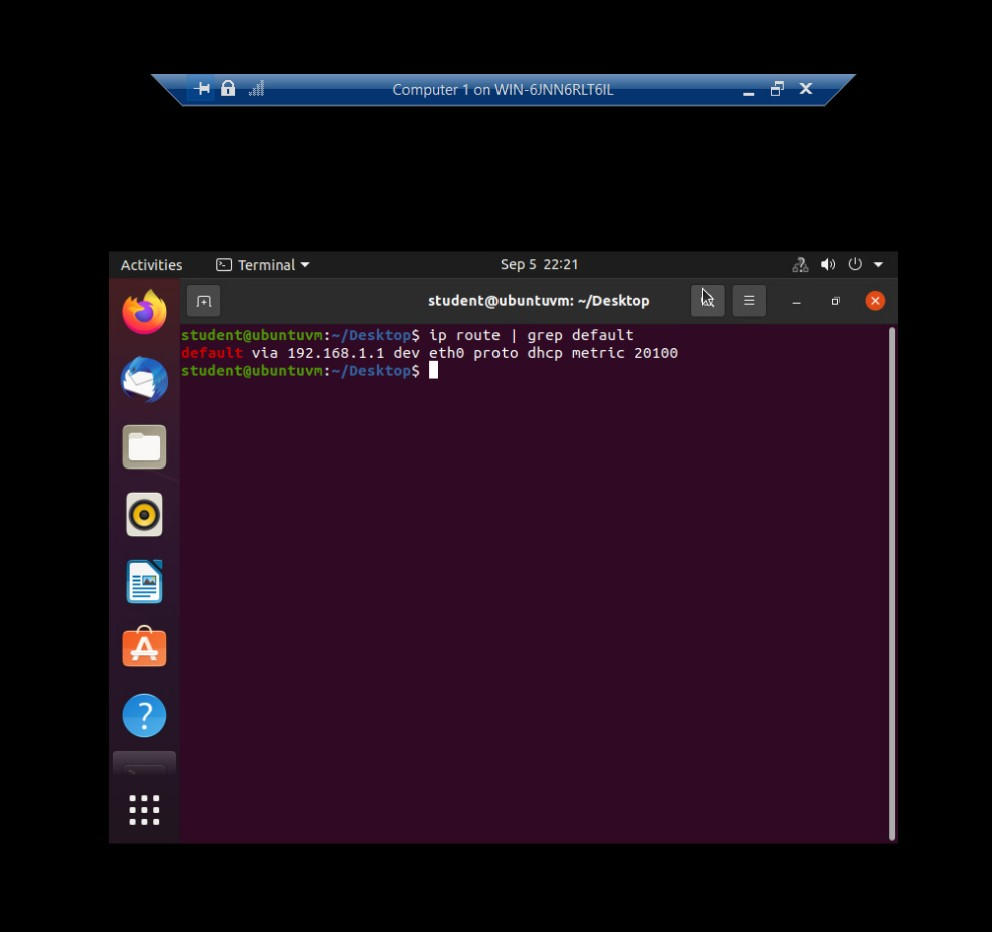 Computer 1 on WIN-6JNN6RLT6IL
Activities Terminal Sep 5 22:21
student@ubuntuvm: ~/Desktop
student@ubuntuvm:~/Desktop$ ip route | grep default
default via 192.168.1.1 dev eth0 proto dhcp metric 20100
student@ubuntuvm:~/Desktop$